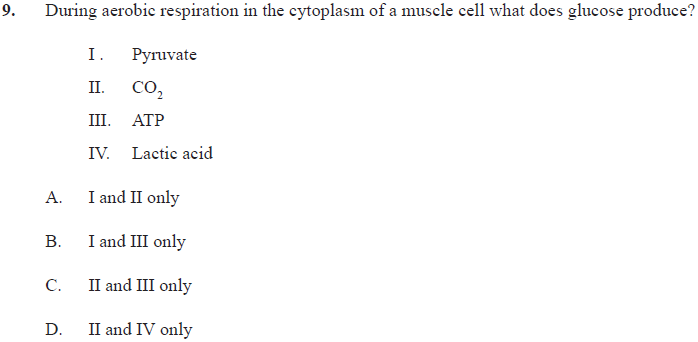 9. During aerobic respiration in the cytoplasm of a muscle cell what does glucose produce?
I. Pyruvate
II. CO₂
III. ATP
IV. Lactic acid
A. I and II only
B. I and III only
C. II and III only
D. II and IV only